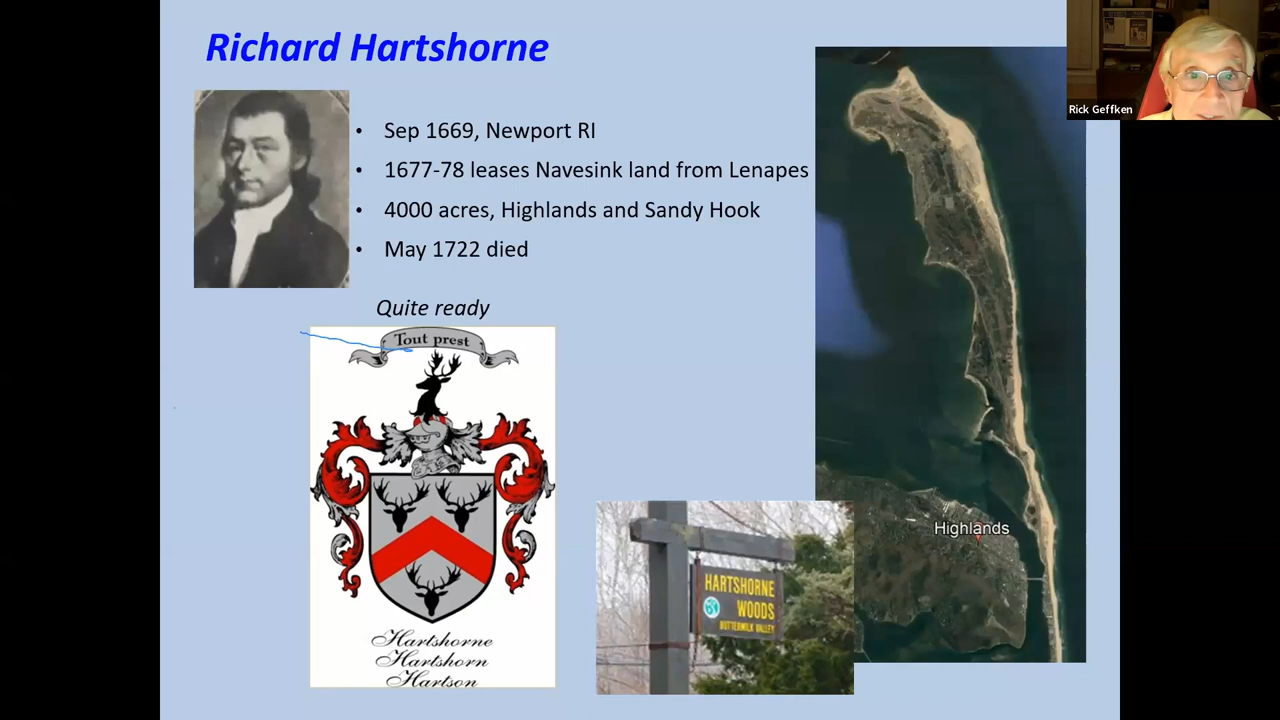 Richard Hartshorne
Rick Geffken
• Sep 1669, Newport RI
• 1677-78 leases Navesink land from Lenapes
• 4000 acres, Highlands and Sandy Hook
• May 1722 died
Quite ready
Tout prest
Hartshorne
Hartshorn
Hartson
HARTSHORNE
WOODS
BUTTERMILK VALLEY
Highlands